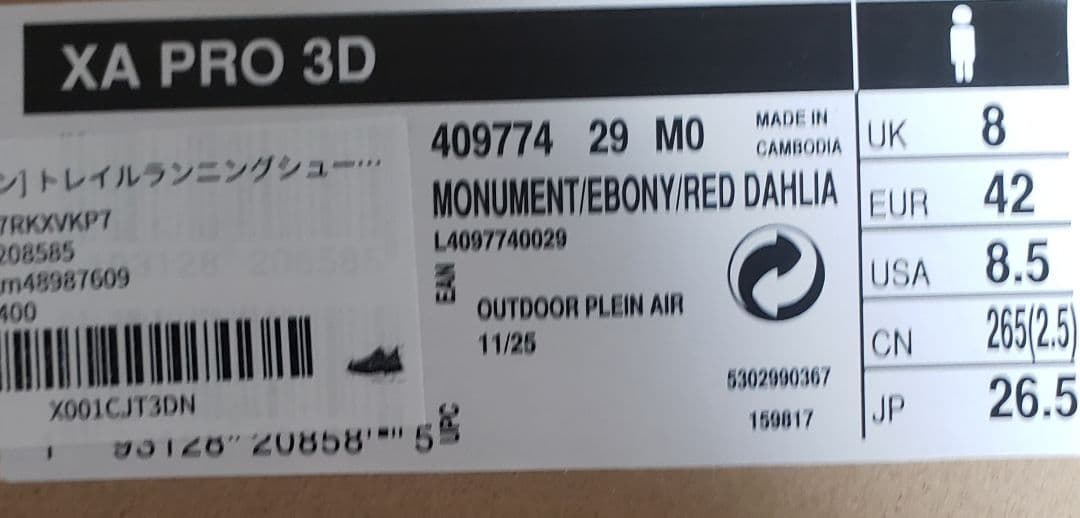 XA PRO 3D
ン] トレイルランニングシュー…
7RKXVKP7
208585
m48987609
400
X001CJT3DN
409774 29 M0
MADE IN
CAMBODIA
MONUMENT/EBONY/RED DAHLIA
L4097740029
EAN
OUTDOOR PLEIN AIR
11/25
5302990367
159817
UPC
UK 8
EUR 42
USA 8.5
CN 265(2.5)
JP 26.5